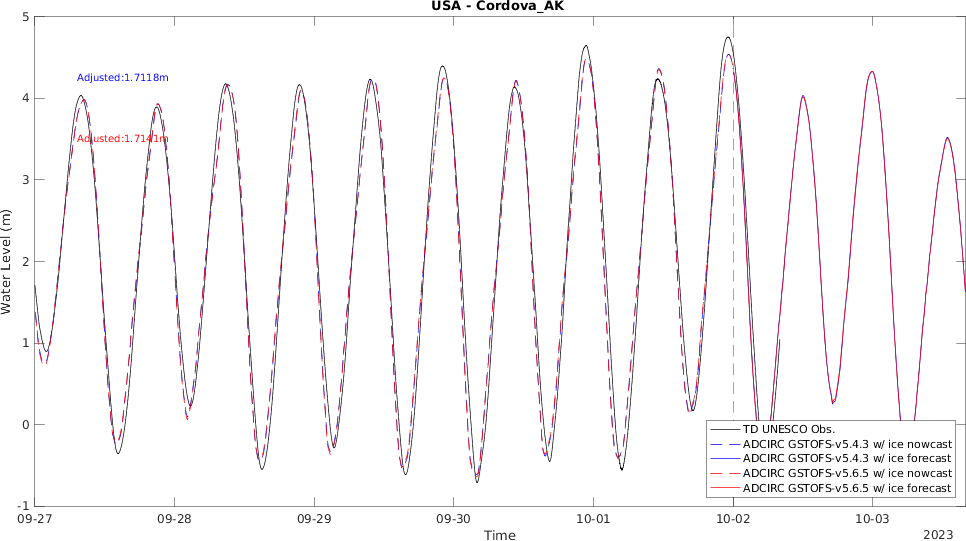 USA - Cordova_AK
5
4
3
2
1
0
-1
Water Level (m)
Adjusted:1.7118m
Adjusted:1.7141m
TD UNESCO Obs.
ADCIRC GSTOFS-v5.4.3 w/ ice nowcast
ADCIRC GSTOFS-v5.4.3 w/ ice forecast
ADCIRC GSTOFS-v5.6.5 w/ ice nowcast
ADCIRC GSTOFS-v5.6.5 w/ ice forecast
09-27 09-28 09-29 09-30 10-01 10-02 10-03
Time
2023